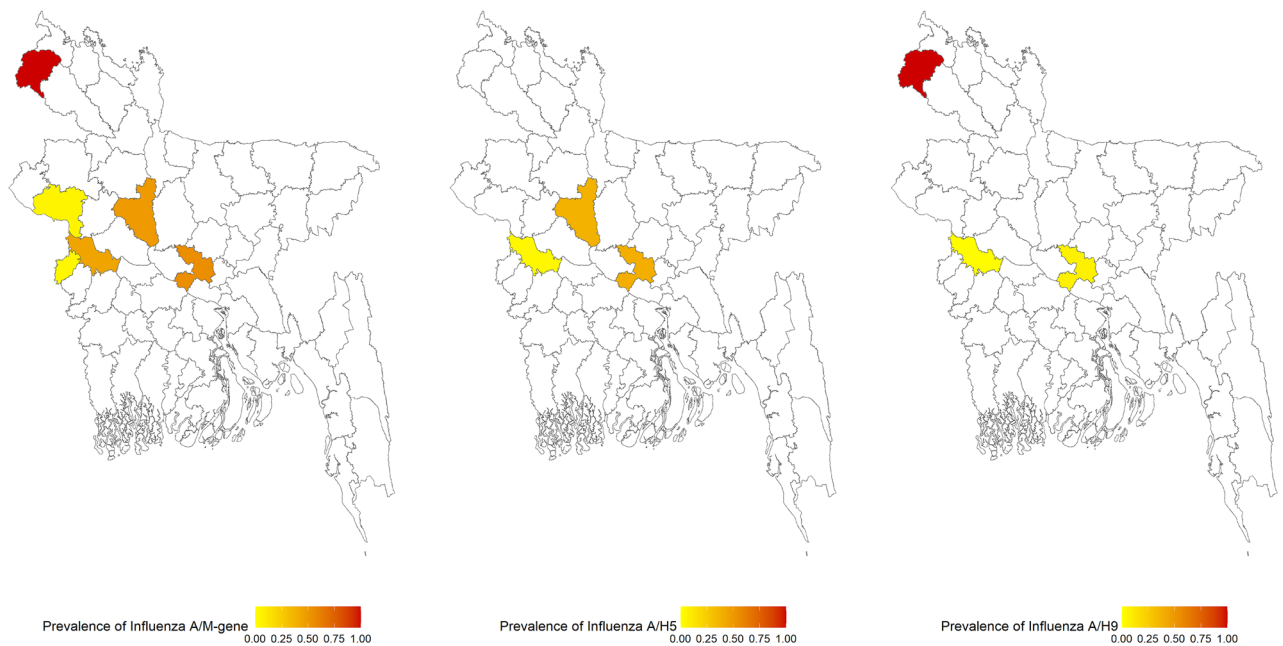 Prevalence of Influenza A/M-gene
0.00 0.25 0.50 0.75 1.00
Prevalence of Influenza A/H5
0.00 0.25 0.50 0.75 1.00
Prevalence of Influenza A/H9
0.00 0.25 0.50 0.75 1.00